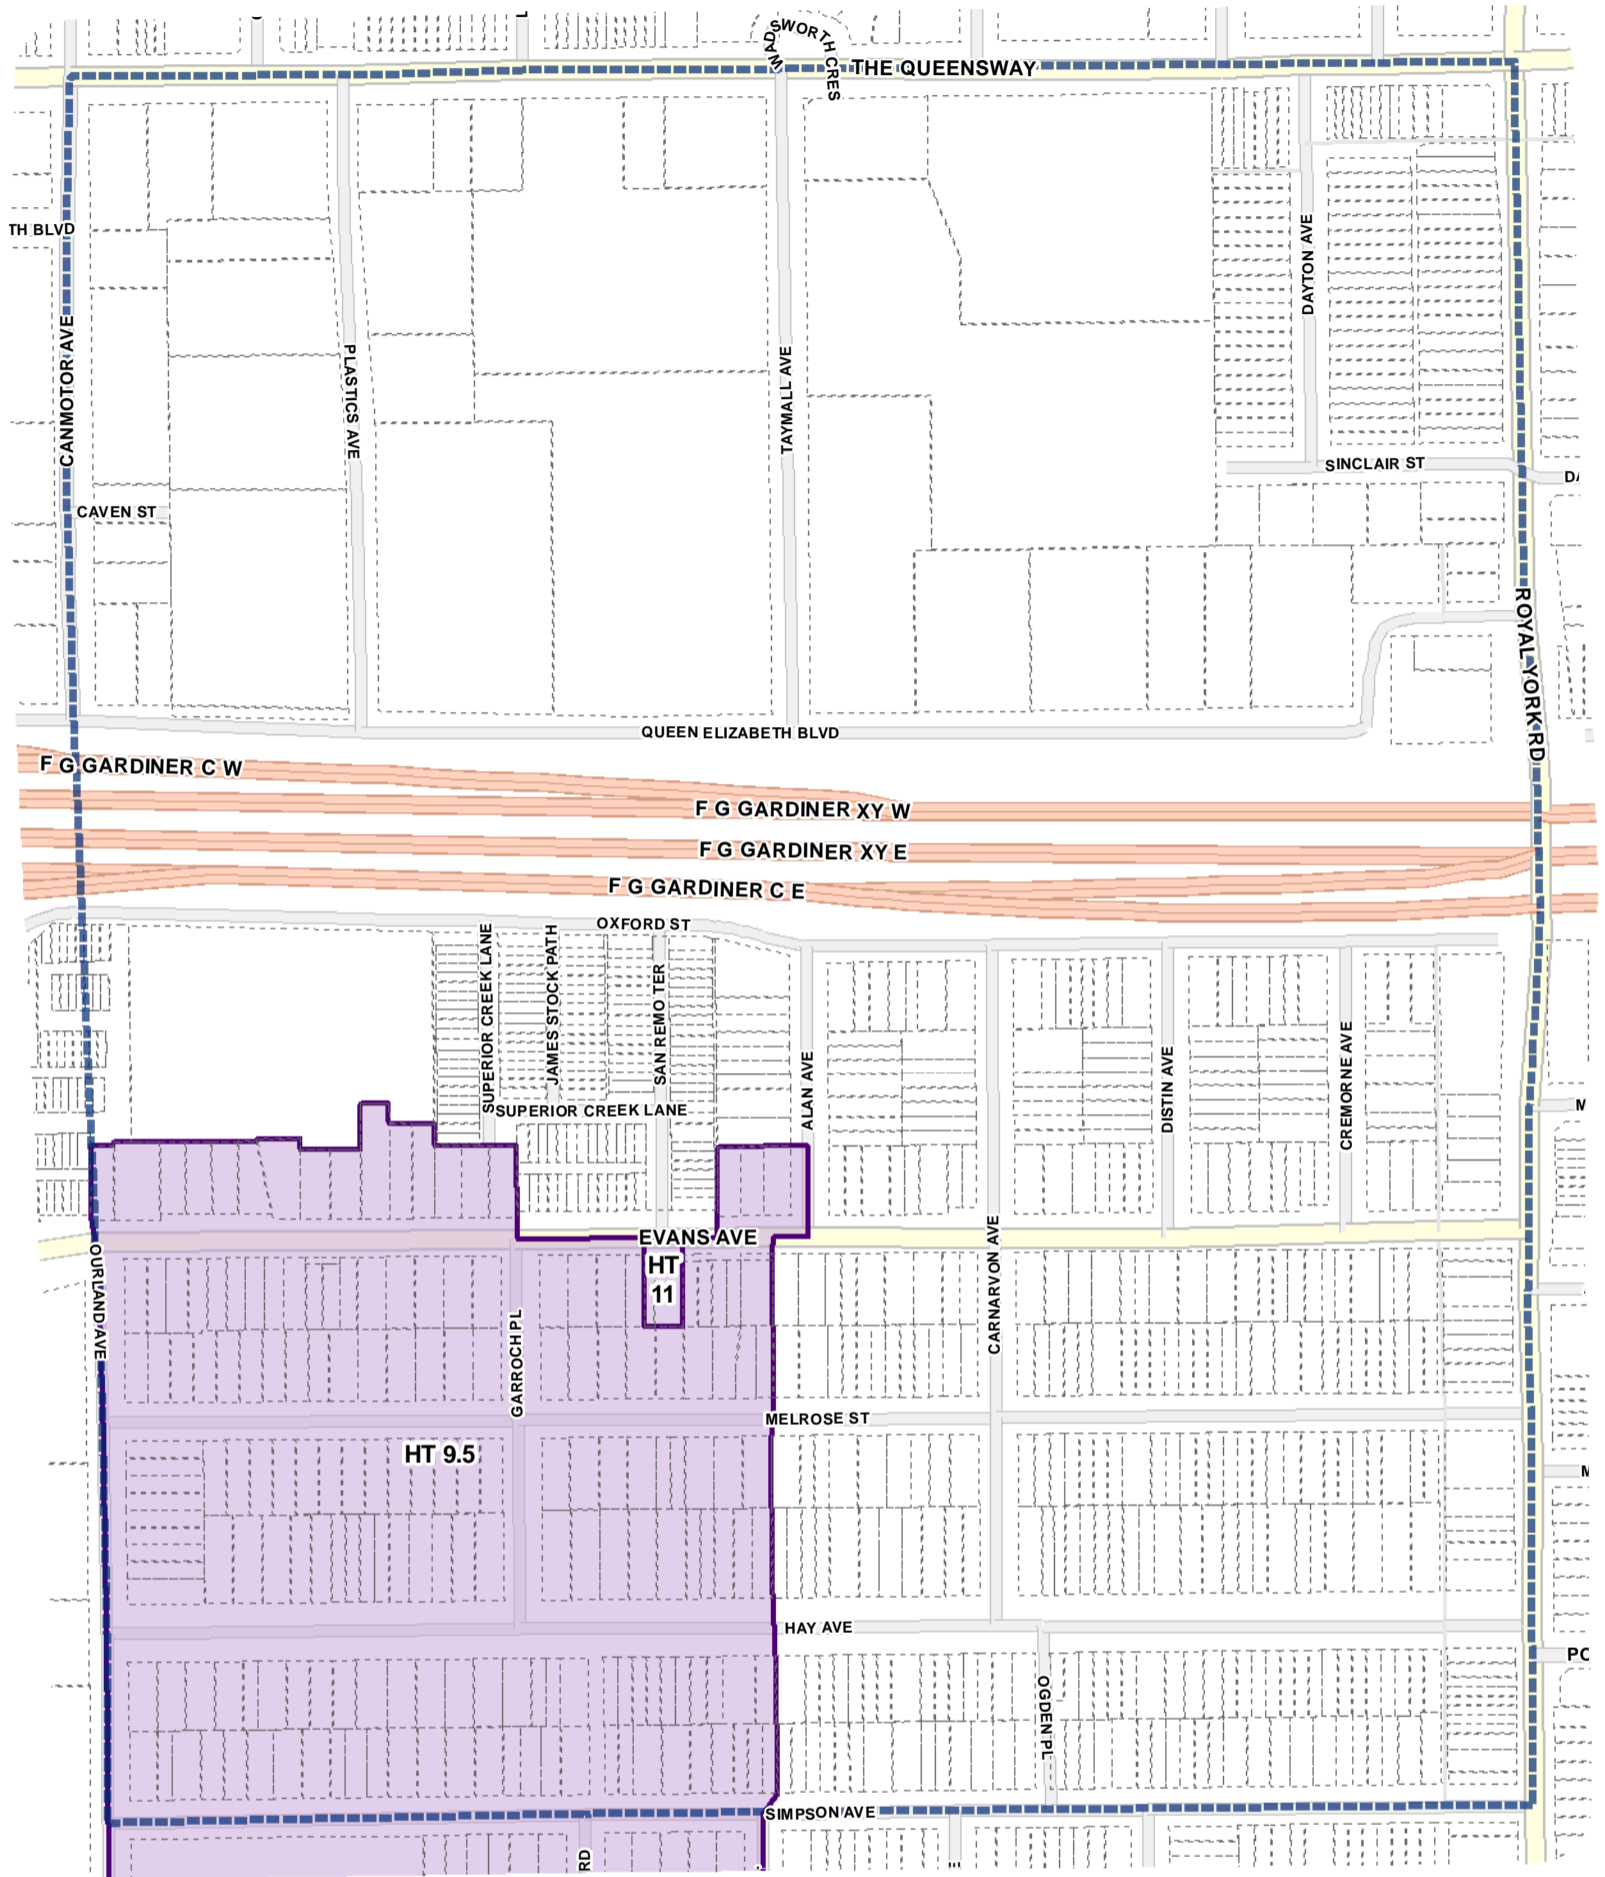 WADSWORTH CRES
THE QUEENSWAY
TH BLVD
DAYTON AVE
CANMOTOR AVE
PLASTICS AVE
TAYMALL AVE
SINCLAIR ST
CAVEN ST
ROYAL YORK RD
QUEEN ELIZABETH BLVD
F G GARDINER C W
F G GARDINER XY W
F G GARDINER XY E
F G GARDINER C E
OXFORD ST
SUPERIOR CREEK LANE
JAMES STOCK PATH
SAN REMO TER
ALAN AVE
DISTIN AVE
CREMORNE AVE
SUPERIOR CREEK LANE
M
EVANS AVE
HT
11
OURLAND AVE
GARROCH PL
CARNARVON AVE
MELROSE ST
HT 9.5
HAY AVE
PO
OGDEN PL
SIMPSON AVE
RD